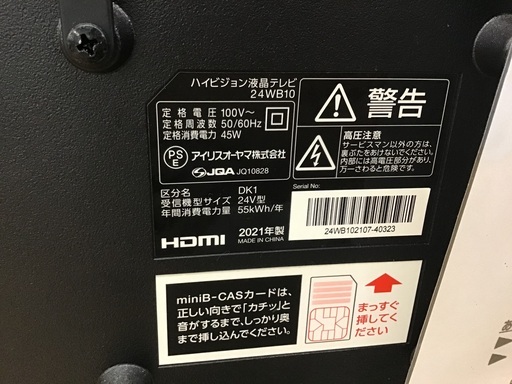 ハイビジョン液晶テレビ
24WB10
定格電圧 100V~
定格周波数 50/60Hz
定格消費電力 45W
PS
E
アイリスオーヤマ株式会社
JQA JQ10828
区分名 DK1
受信機型サイズ 24V型
年間消費電力量 55kWh/年
HDMI
2021年製
MADE IN CHINA
警告
高圧注意
サービスマン以外の方は、
裏ぶたをあけないでください。
内部には高電圧部分があり、
万一さわると危険です。
Serial No:
24WB102107-40323
miniB-CASカードは、
正しい向きで「カチッ」と
音がするまで、しっかり奥
まで挿し込んでください。
まっすぐ
挿してく
ださい